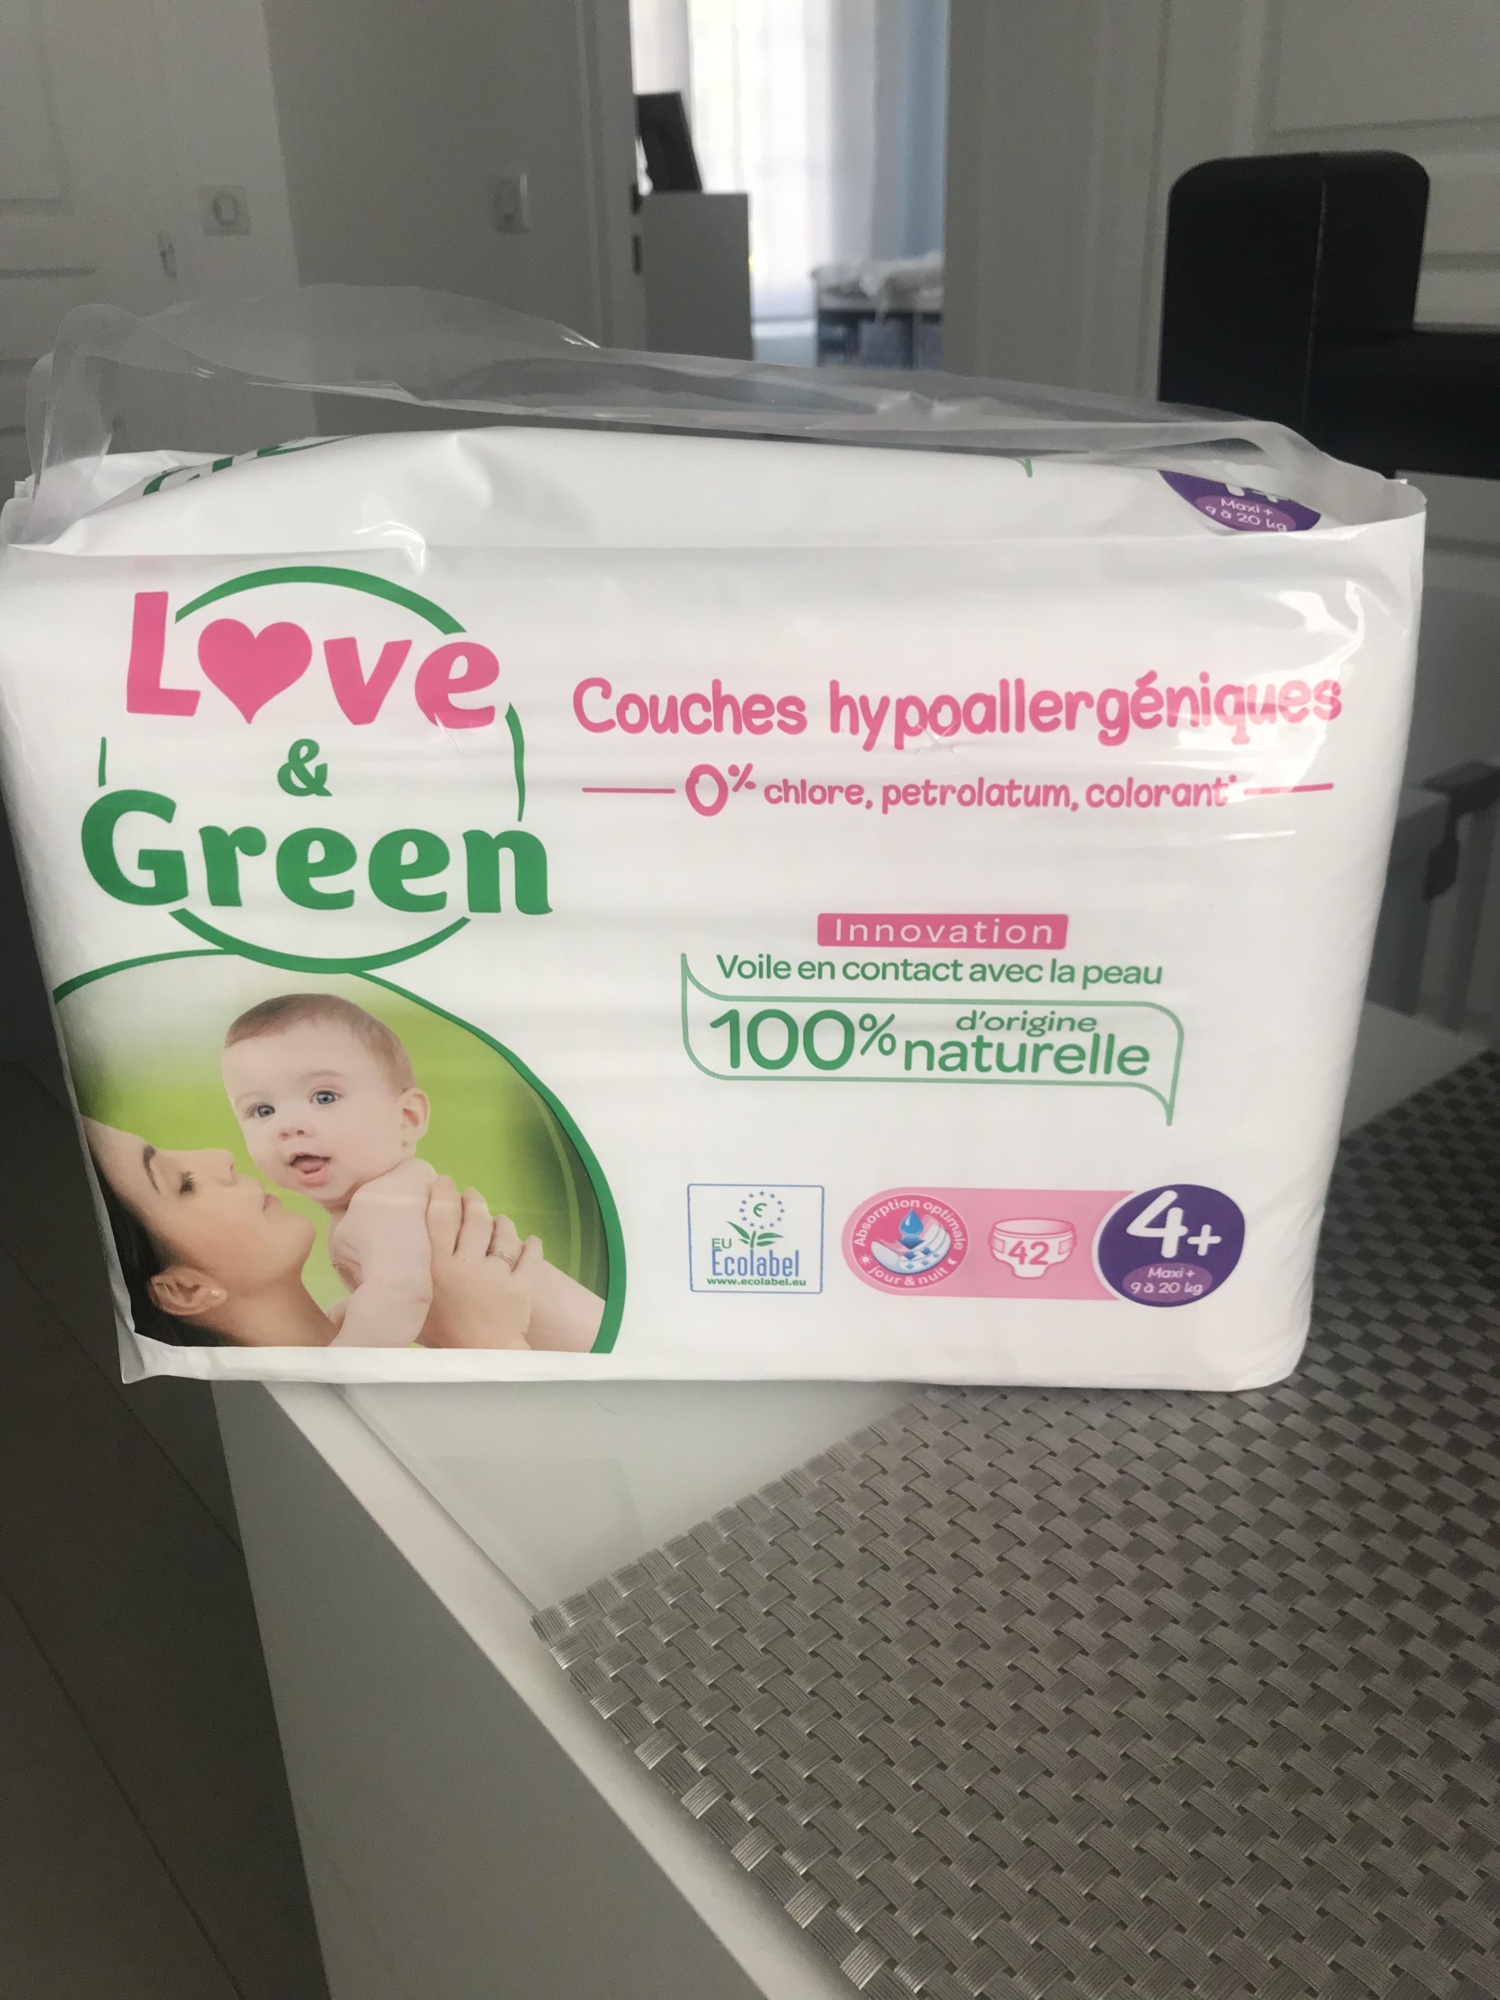 Maxi +
9 à 20 kg
Love
&
Green
Couches hypoallergéniques
0% chlore, petrolatum, colorant*
Innovation
Voile en contact avec la peau
100% d'origine
naturelle
EU
Ecolabel
www.ecolabel.eu
Absorption optimale
jour & nuit
42
4+
Maxi +
9 à 20 kg